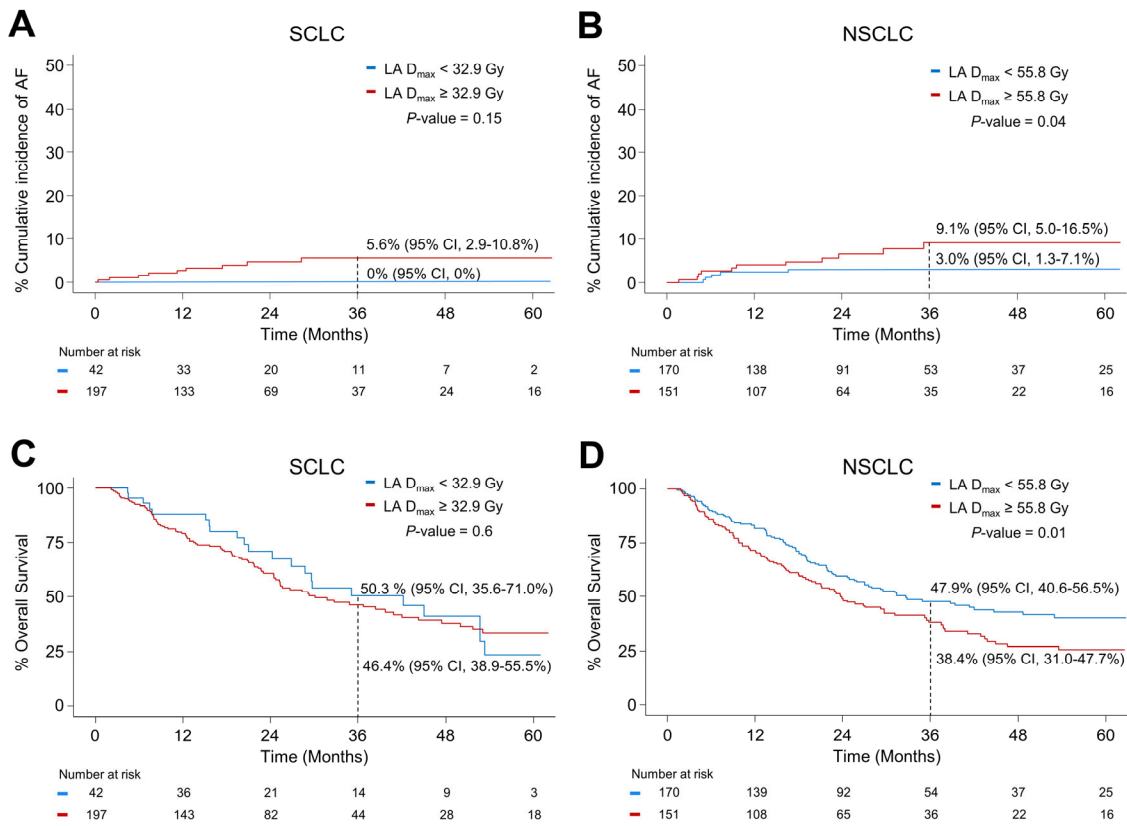 A
SCLC
% Cumulative incidence of AF
50
40
30
20
10
0
LA Dmax < 32.9 Gy
LA Dmax ≥ 32.9 Gy
P-value = 0.15
5.6% (95% CI, 2.9-10.8%)
0% (95% CI, 0%)
0 12 24 36 48 60
Time (Months)
Number at risk
42 33 20 11 7 2
197 133 69 37 24 16
B
NSCLC
% Cumulative incidence of AF
50
40
30
20
10
0
LA Dmax < 55.8 Gy
LA Dmax ≥ 55.8 Gy
P-value = 0.04
9.1% (95% CI, 5.0-16.5%)
3.0% (95% CI, 1.3-7.1%)
0 12 24 36 48 60
Time (Months)
Number at risk
170 138 91 53 37 25
151 107 64 35 22 16
C
SCLC
% Overall Survival
100
75
50
25
0
LA Dmax < 32.9 Gy
LA Dmax ≥ 32.9 Gy
P-value = 0.6
50.3 % (95% CI, 35.6-71.0%)
46.4% (95% CI, 38.9-55.5%)
0 12 24 36 48 60
Time (Months)
Number at risk
42 36 21 14 9 3
197 143 82 44 28 18
D
NSCLC
% Overall Survival
100
75
50
25
0
LA Dmax < 55.8 Gy
LA Dmax ≥ 55.8 Gy
P-value = 0.01
47.9% (95% CI, 40.6-56.5%)
38.4% (95% CI, 31.0-47.7%)
0 12 24 36 48 60
Time (Months)
Number at risk
170 139 92 54 37 25
151 108 65 36 22 16